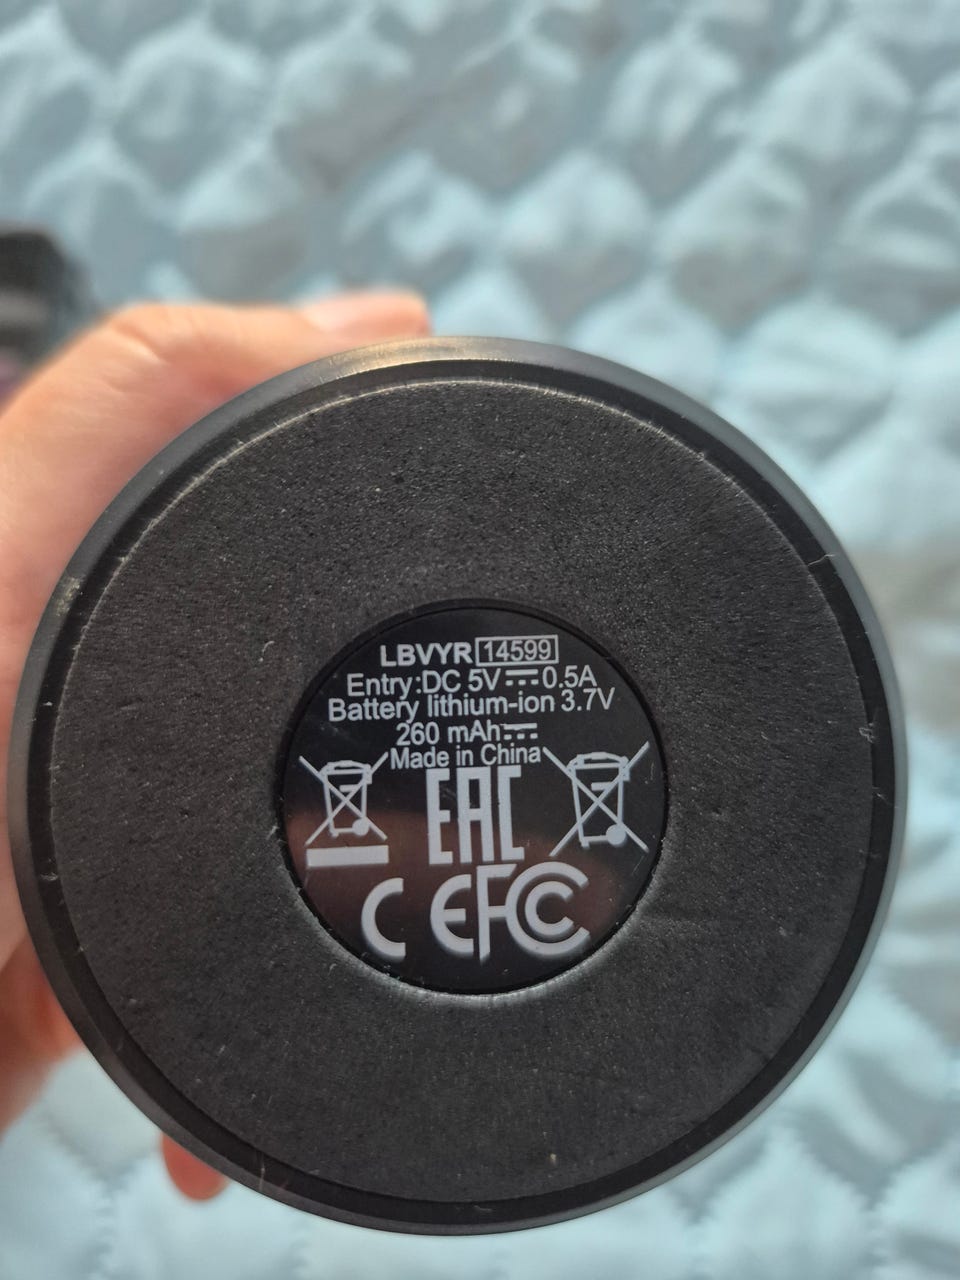 LBVYR 14599
Entry:DC 5V 0.5A
Battery lithium-ion 3.7V
260 mAh
Made in China
EAC
CE FC